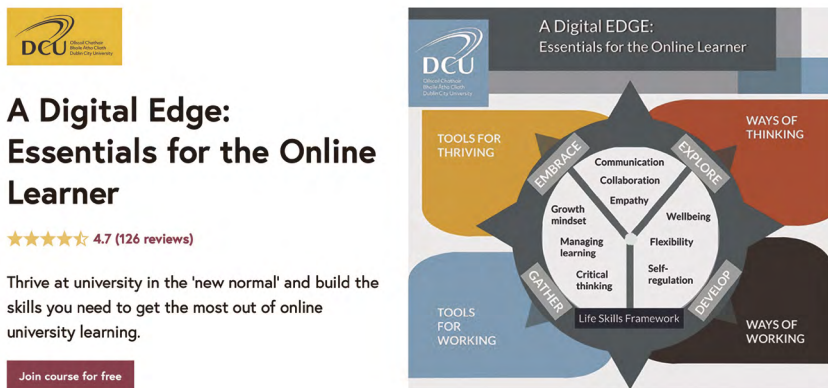 DCU
Ollscoil Chathair
Bhaile Átha Cliath
Dublin City University
A Digital Edge:
Essentials for the Online
Learner
4.7 (126 reviews)
Thrive at university in the 'new normal' and build the
skills you need to get the most out of online
university learning.
Join course for free
A Digital EDGE:
Essentials for the Online Learner
DCU
Ollscoil Chathair
Bhaile Átha Cliath
Dublin City University
TOOLS FOR
THRIVING
WAYS OF
THINKING
EMBRACE
EXPLORE
Communication
Collaboration
Empathy
Growth
mindset
Managing
learning
Critical
thinking
Wellbeing
Flexibility
Self-
regulation
GATHER
DEVELOP
Life Skills Framework
TOOLS
FOR
WORKING
WAYS OF
WORKING